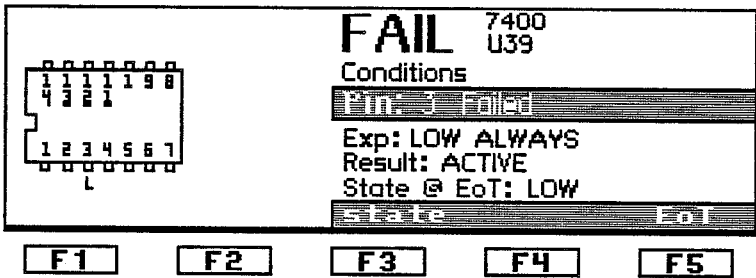 FAIL 7400
U39
Conditions
Pin: 3 Failed
Exp: LOW ALWAYS
Result: ACTIVE
State @ EoT: LOW
state EoT
1 1 1 1 1 9 8
4 3 2 1
1 2 3 4 5 6 7
L
F1 F2 F3 F4 F5